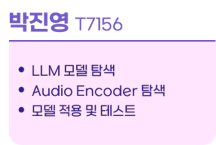 박진영 T7156
LLM 모델 탐색
Audio Encoder 탐색
모델 적용 및 테스트